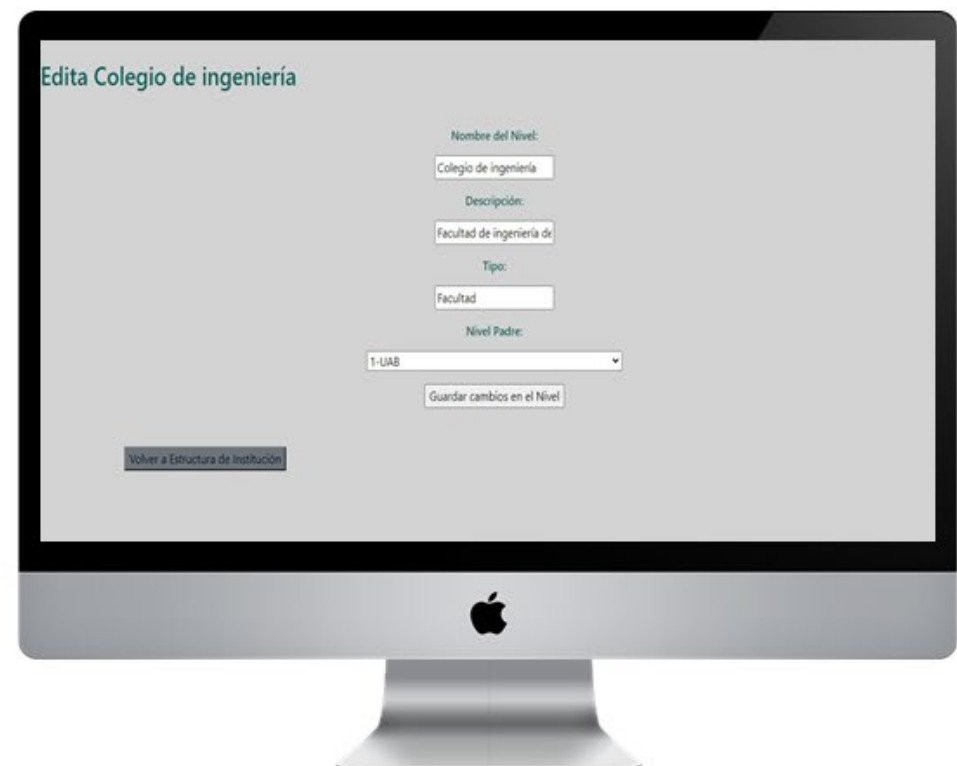 Edita Colegio de ingeniería
Nombre del Nivel:
Colegio de ingeniería
Descripción:
Facultad de ingeniería de
Tipo:
Facultad
Nivel Padre:
1-UAB
Guardar cambios en el Nivel
Volver a Estructura de Institución